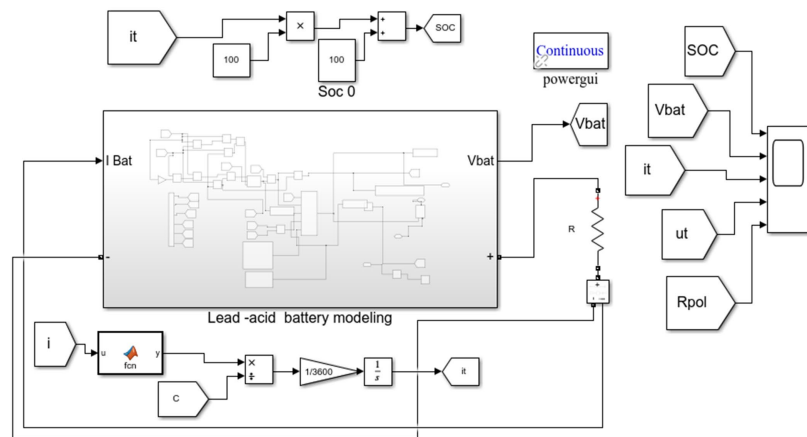 it
100
×
100
+
+
SOC
Soc 0
Continuous
powergui
SOC
Vbat
it
ut
Rpol
Vbat
I Bat
Vbat
-
+
+
R
+
-
Lead -acid battery modeling
i
u
fcn
y
C
×
÷
1/3600
1
s
it